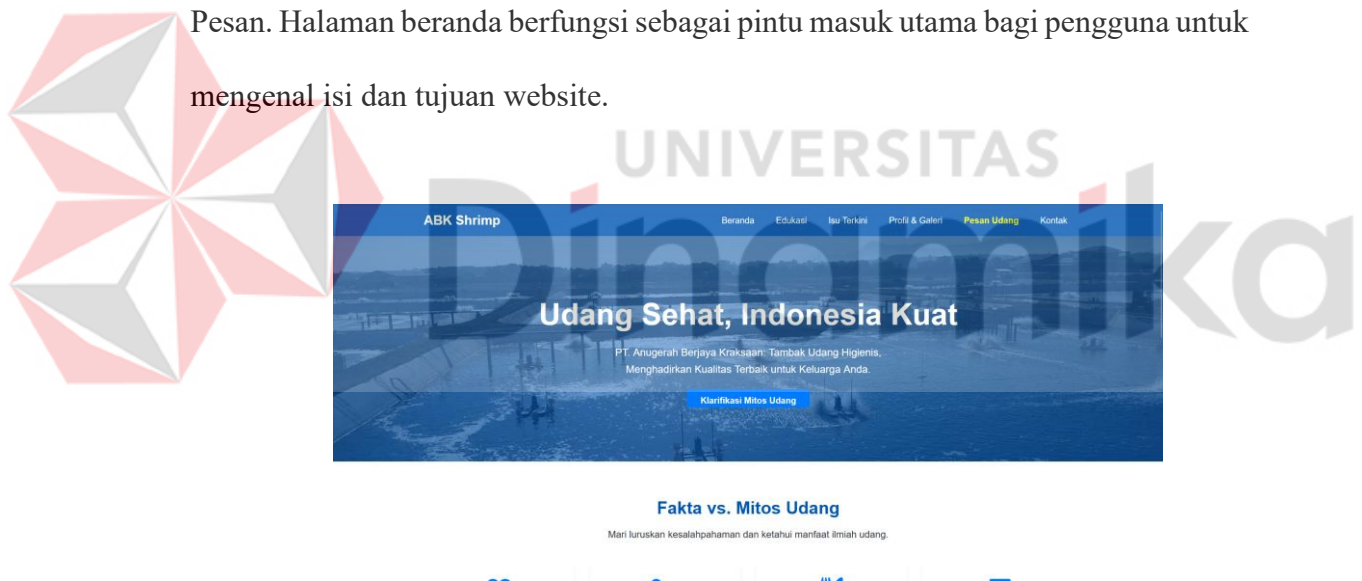 Pesan. Halaman beranda berfungsi sebagai pintu masuk utama bagi pengguna untuk
mengenal isi dan tujuan website.
UNIVERSITAS
Dinamika
ABK Shrimp Beranda Edukasi Isu Terkini Profil & Galeri Pesan Udang Kontak
Udang Sehat, Indonesia Kuat
PT. Anugerah Berjaya Kraksaan: Tambak Udang Higienis,
Menghadirkan Kualitas Terbaik untuk Keluarga Anda.
Klarifikasi Mitos Udang
Fakta vs. Mitos Udang
Mari luruskan kesalahpahaman dan ketahui manfaat ilmiah udang.